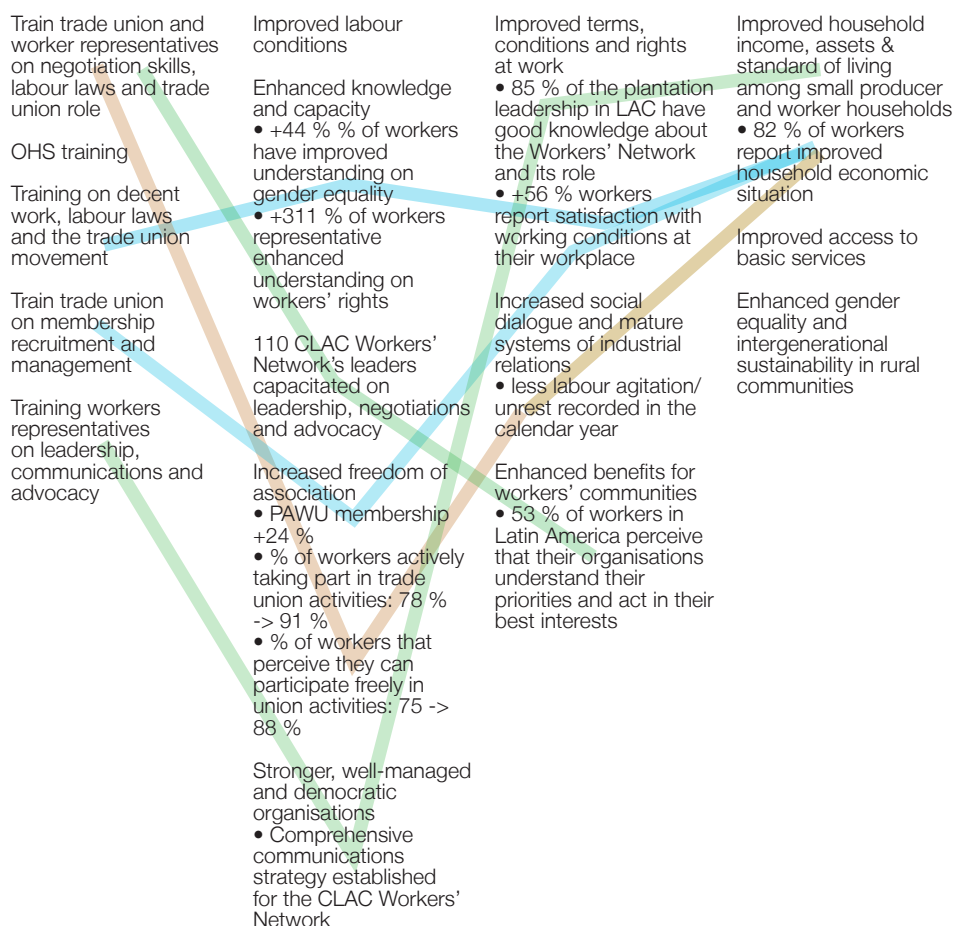 Train trade union and
worker representatives
on negotiation skills,
labour laws and trade
union role
OHS training
Training on decent
work, labour laws
and the trade union
movement
Train trade union
on membership
recruitment and
management
Training workers
representatives
on leadership,
communications and
advocacy
Improved labour
conditions
Enhanced knowledge
and capacity
• +44 % % of workers
have improved
understanding on
gender equality
• +311 % of workers
representative
enhanced
understanding on
workers' rights
110 CLAC Workers'
Network's leaders
capacitated on
leadership, negotiations
and advocacy
Increased freedom of
association
• PAWU membership
+24 %
• % of workers actively
taking part in trade
union activities: 78 %
-> 91 %
• % of workers that
perceive they can
participate freely in
union activities: 75 ->
88 %
Stronger, well-managed
and democratic
organisations
• Comprehensive
communications
strategy established
for the CLAC Workers'
Network
Improved terms,
conditions and rights
at work
• 85 % of the plantation
leadership in LAC have
good knowledge about
the Workers' Network
and its role
• +56 % workers
report satisfaction with
working conditions at
their workplace
Increased social
dialogue and mature
systems of industrial
relations
• less labour agitation/
unrest recorded in the
calendar year
Enhanced benefits for
workers' communities
• 53 % of workers in
Latin America perceive
that their organisations
understand their
priorities and act in their
best interests
Improved household
income, assets &
standard of living
among small producer
and worker households
• 82 % of workers
report improved
household economic
situation
Improved access to
basic services
Enhanced gender
equality and
intergenerational
sustainability in rural
communities